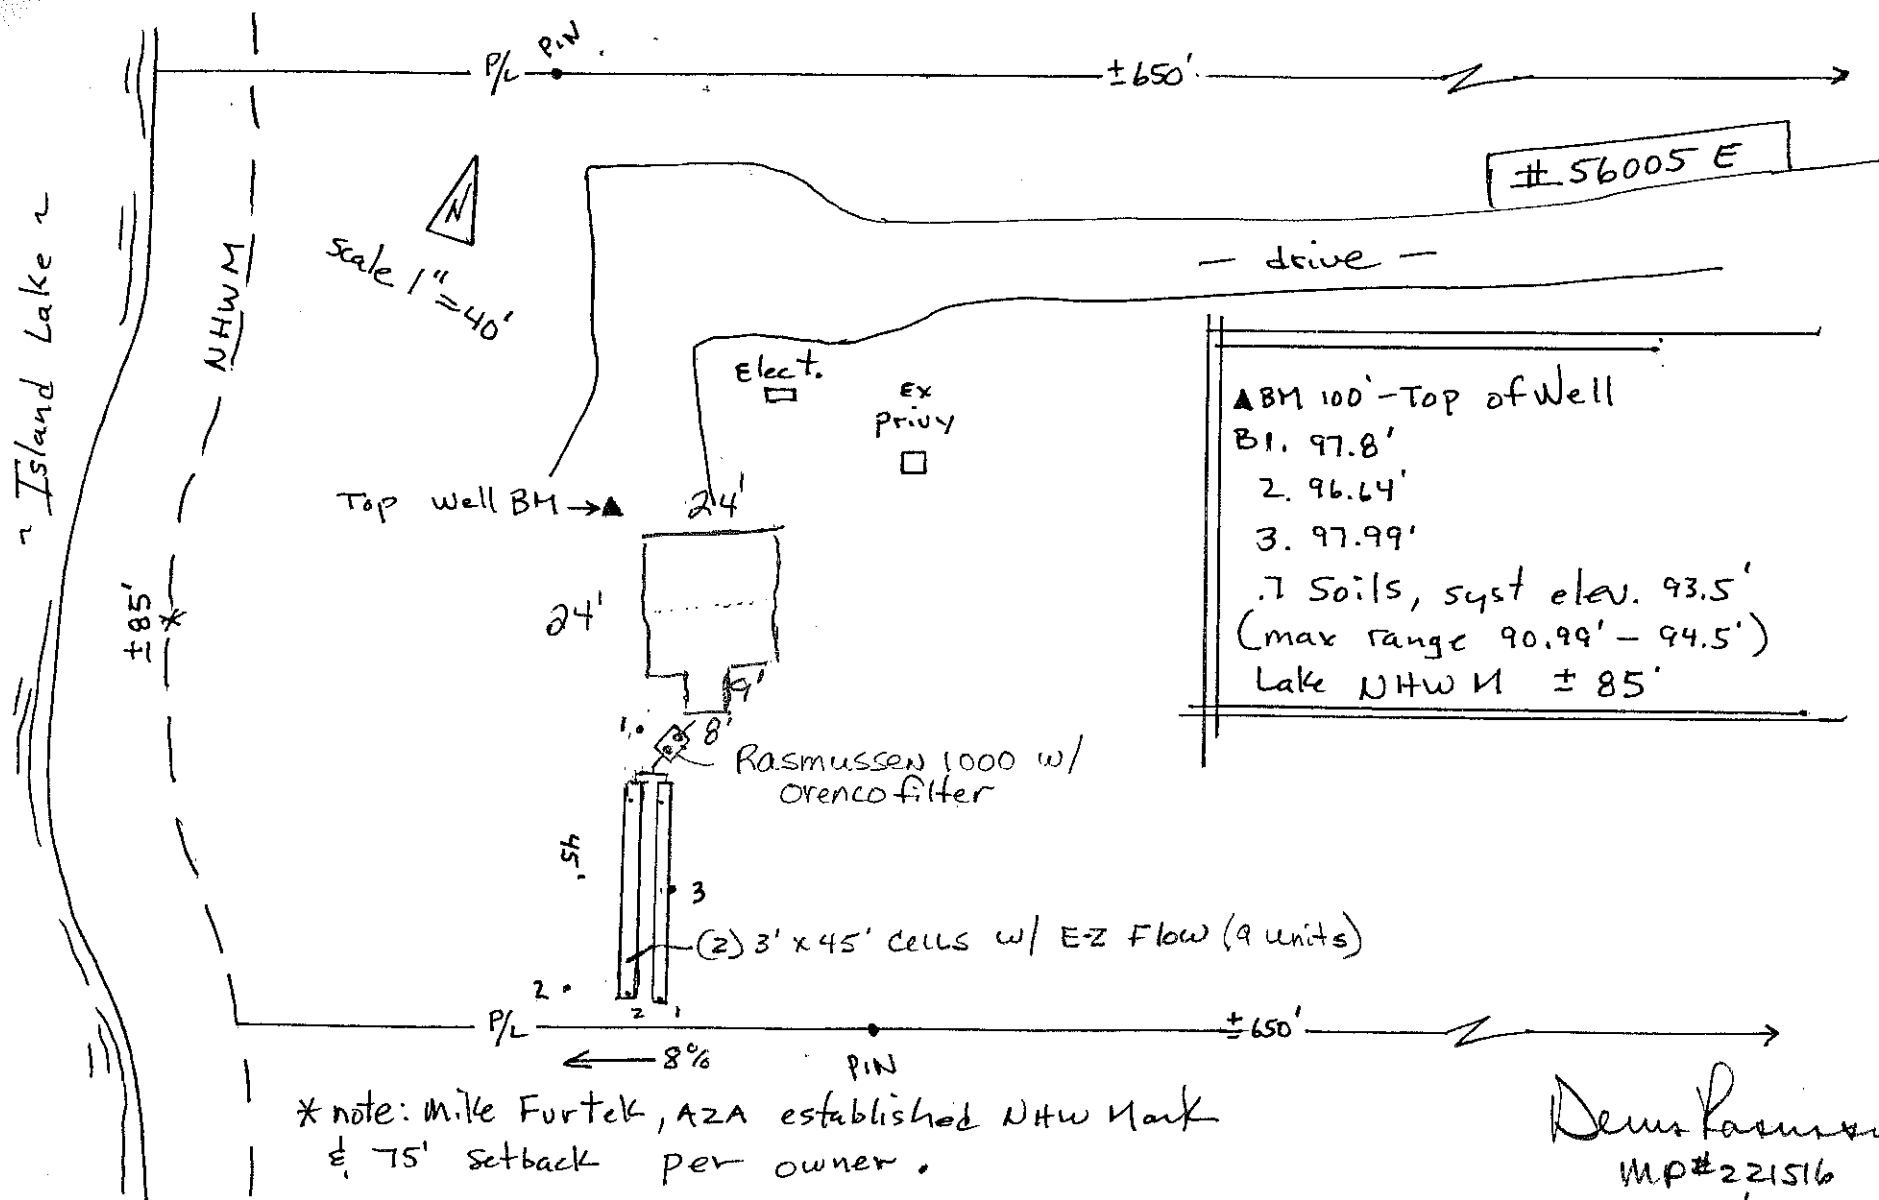 P/L
PIN
± 650'
# 56005 E
N
scale 1" = 40'
- drive -
~ Island Lake ~
NHWM
± 85'
*
Elect.
Ex
Privy
Top Well BM → ▲
24'
24'
9'
8'
▲ BM 100' - Top of Well
B1. 97.8'
2. 96.64'
3. 97.99'
.7 Soils, syst elev. 93.5'
(max range 90.99' - 94.5')
Lake NHWM ± 85'
1.
Rasmussen 1000 w/
Orenco filter
45'
3
(2) 3' x 45' cells w/ E-Z Flow (9 units)
2
2 1
P/L
± 650'
← 8%
PIN
* note: Mike Furtek, AZA established NHW Mark
& 75' setback per owner.
MP# 221516